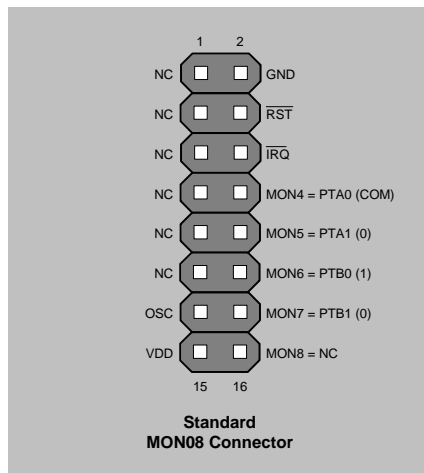 1 2
NC GND
NC RST
NC IRQ
NC MON4 = PTA0 (COM)
NC MON5 = PTA1 (0)
NC MON6 = PTB0 (1)
OSC MON7 = PTB1 (0)
VDD MON8 = NC
15 16
Standard
MON08 Connector